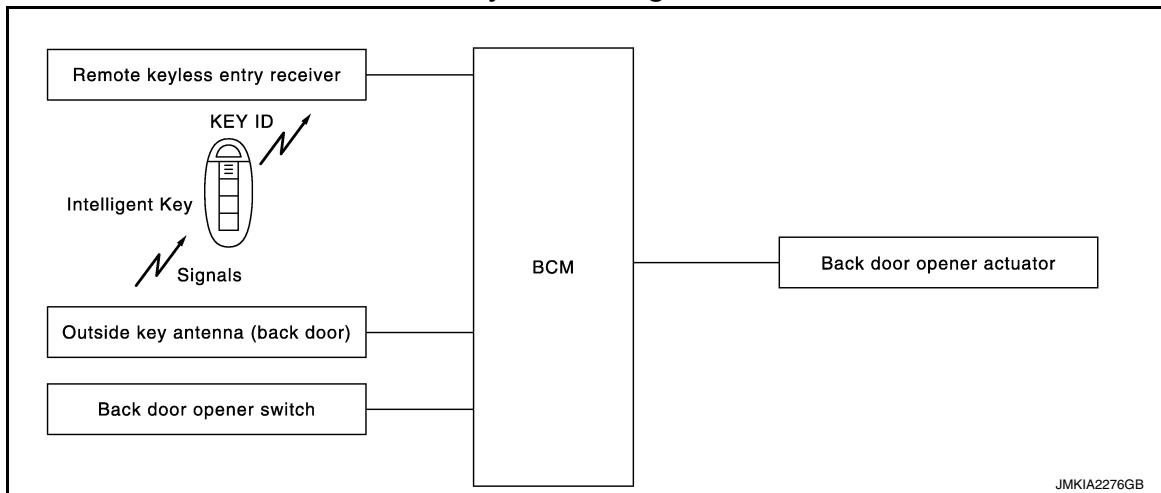 Remote keyless entry receiver
KEY ID
Intelligent Key
Signals
BCM
Back door opener actuator
Outside key antenna (back door)
Back door opener switch
JMKIA2276GB